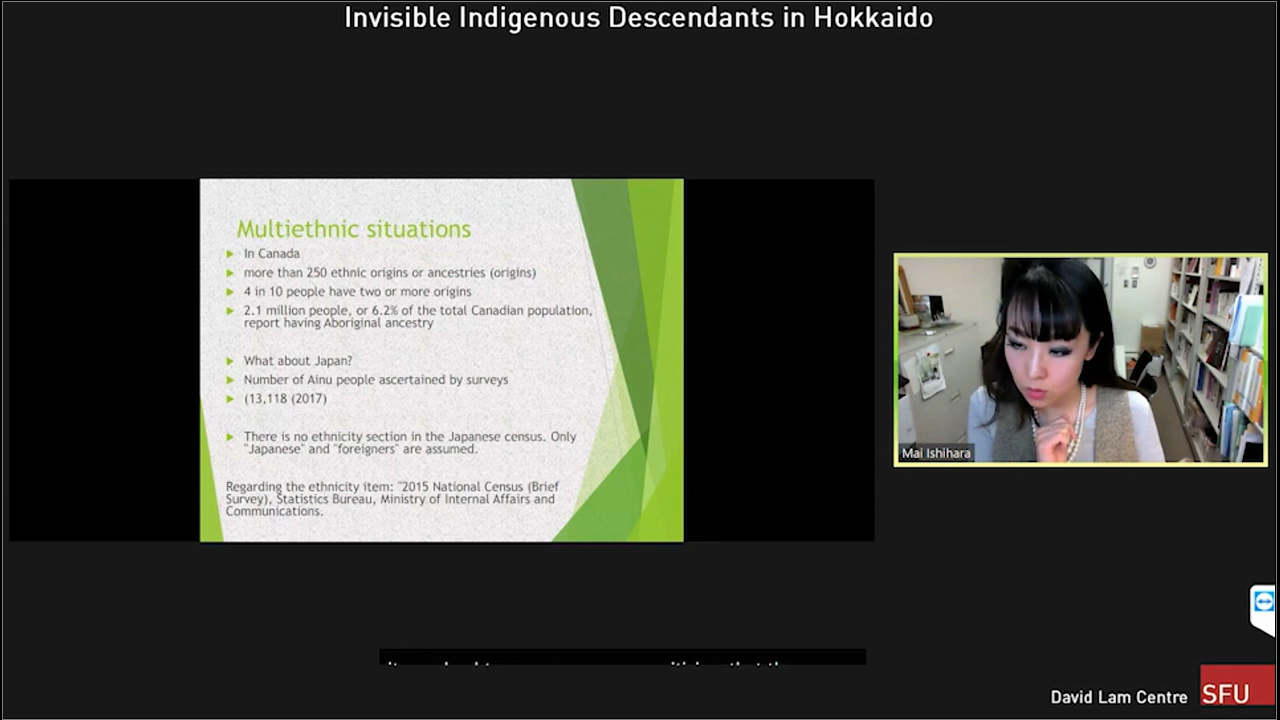 Invisible Indigenous Descendants in Hokkaido
Multiethnic situations
In Canada
more than 250 ethnic origins or ancestries (origins)
4 in 10 people have two or more origins
2.1 million people, or 6.2% of the total Canadian population,
report having Aboriginal ancestry
What about Japan?
Number of Ainu people ascertained by surveys
(13,118 (2017)
There is no ethnicity section in the Japanese census. Only
"Japanese" and "foreigners" are assumed.
Regarding the ethnicity item: "2015 National Census (Brief
Survey), Statistics Bureau, Ministry of Internal Affairs and
Communications.
Mai Ishihara
David Lam Centre
SFU